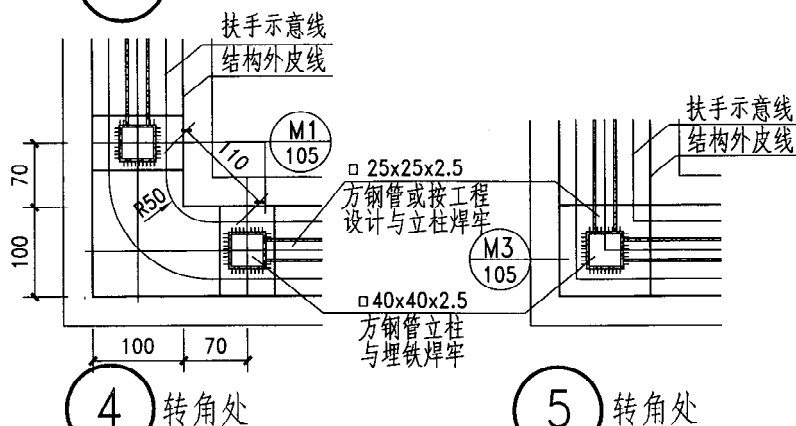 扶手示意线
结构外皮线
M1
105
110
70
R50
100
100
70
□ 25x25x2.5
方钢管或按工程
设计与立柱焊牢
□ 40x40x2.5
方钢管立柱
与埋铁焊牢
4 转角处
扶手示意线
结构外皮线
M3
105
5 转角处